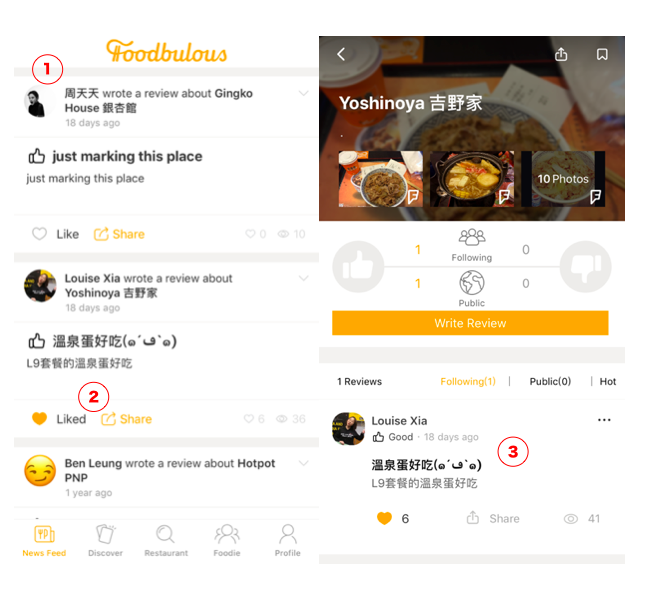 Foodbulous
1
周天天 wrote a review about Gingko
House 銀杏館
18 days ago
just marking this place
just marking this place
Like
Share
0
10
Louise Xia wrote a review about
Yoshinoya 吉野家
18 days ago
溫泉蛋好吃(๑´ڡ`๑)
L9套餐的溫泉蛋好吃
2
Liked
Share
6
36
Ben Leung wrote a review about Hotpot
PNP
1 year ago
News Feed
Discover
Restaurant
Foodie
Profile
Yoshinoya 吉野家
.
10 Photos
1
Following
0
1
Public
0
Write Review
1 Reviews
Following(1)
|
Public(0)
|
Hot
Louise Xia
...
Good · 18 days ago
3
溫泉蛋好吃(๑´ڡ`๑)
L9套餐的溫泉蛋好吃
6
Share
41